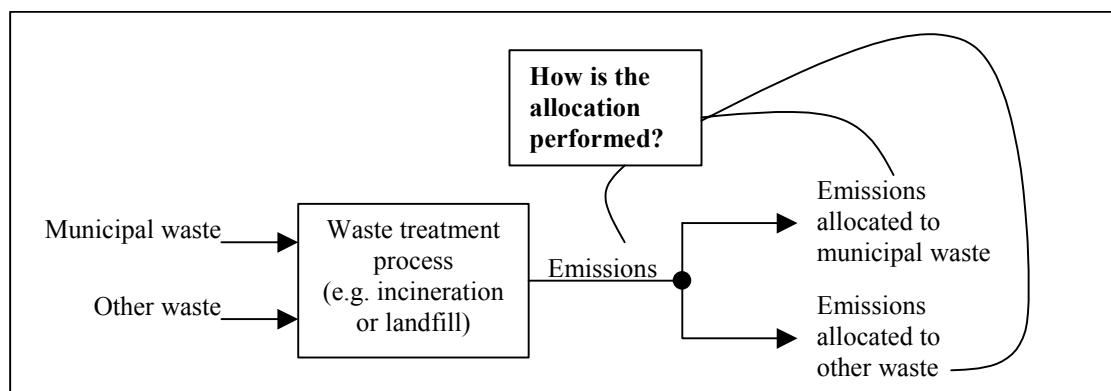 How is the
allocation
performed?
Municipal waste
Other waste
Waste treatment
process
(e.g. incineration
or landfill)
Emissions
Emissions
allocated to
municipal waste
Emissions
allocated to
other waste